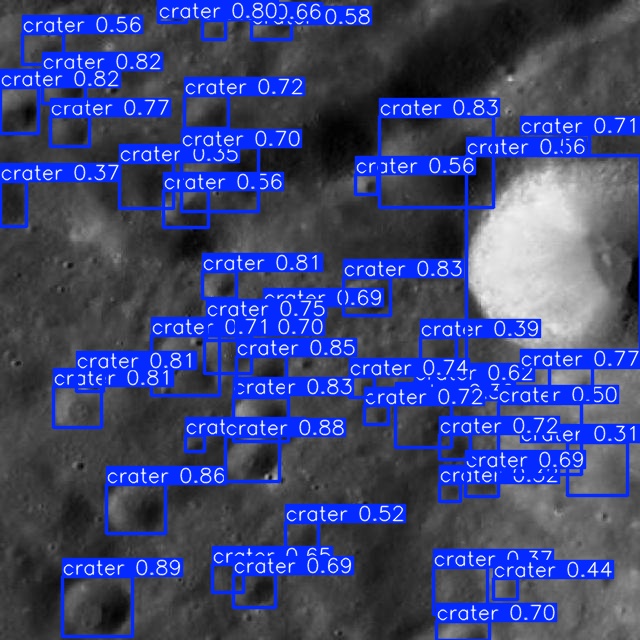 crater 0.80
0.66
0.58
crater 0.56
crater 0.82
crater 0.82
crater 0.72
crater 0.77
crater 0.83
crater 0.71
crater 0.70
crater 0.56
crater 0.35
crater 0.56
crater 0.37
crater 0.56
crater 0.81
crater 0.83
crater 0.69
crater 0.75
crater 0.71
0.70
crater 0.39
crater 0.85
crater 0.81
crater 0.77
crater 0.74
0.62
crater 0.81
crater 0.83
crater 0.72
crater 0.50
crater 0.88
crater 0.72
crater 0.31
crater 0.69
crater 0.86
crater 0.52
crater 0.65
crater 0.37
crater 0.89
crater 0.69
crater 0.44
crater 0.70